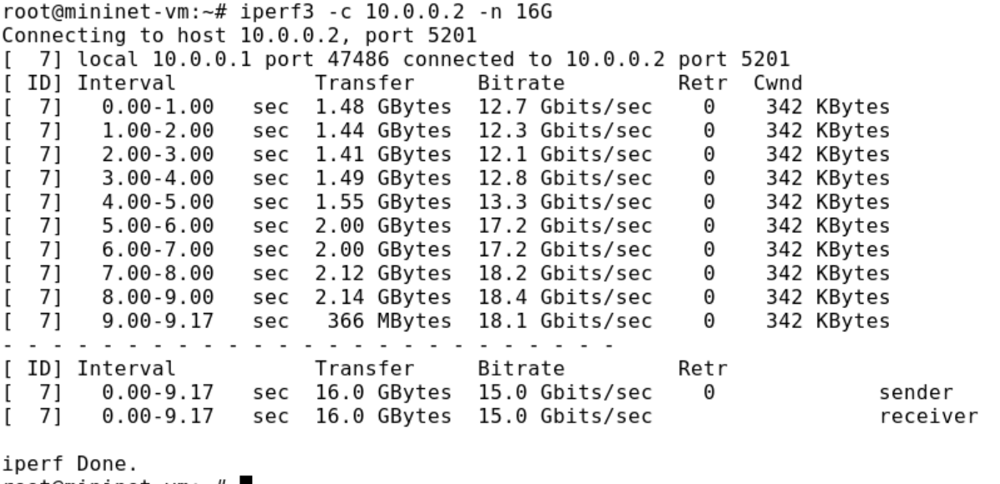 root@mininet-vm:~# iperf3 -c 10.0.0.2 -n 16G
Connecting to host 10.0.0.2, port 5201
[  7] local 10.0.0.1 port 47486 connected to 10.0.0.2 port 5201
[ ID] Interval           Transfer     Bitrate         Retr  Cwnd
[  7]   0.00-1.00   sec  1.48 GBytes  12.7 Gbits/sec    0    342 KBytes
[  7]   1.00-2.00   sec  1.44 GBytes  12.3 Gbits/sec    0    342 KBytes
[  7]   2.00-3.00   sec  1.41 GBytes  12.1 Gbits/sec    0    342 KBytes
[  7]   3.00-4.00   sec  1.49 GBytes  12.8 Gbits/sec    0    342 KBytes
[  7]   4.00-5.00   sec  1.55 GBytes  13.3 Gbits/sec    0    342 KBytes
[  7]   5.00-6.00   sec  2.00 GBytes  17.2 Gbits/sec    0    342 KBytes
[  7]   6.00-7.00   sec  2.00 GBytes  17.2 Gbits/sec    0    342 KBytes
[  7]   7.00-8.00   sec  2.12 GBytes  18.2 Gbits/sec    0    342 KBytes
[  7]   8.00-9.00   sec  2.14 GBytes  18.4 Gbits/sec    0    342 KBytes
[  7]   9.00-9.17   sec   366 MBytes  18.1 Gbits/sec    0    342 KBytes
- - - - - - - - - - - - - - - - - - - - - - - - -
[ ID] Interval           Transfer     Bitrate         Retr
[  7]   0.00-9.17   sec  16.0 GBytes  15.0 Gbits/sec    0             sender
[  7]   0.00-9.17   sec  16.0 GBytes  15.0 Gbits/sec                  receiver
iperf Done.
root@mininet-vm:~#